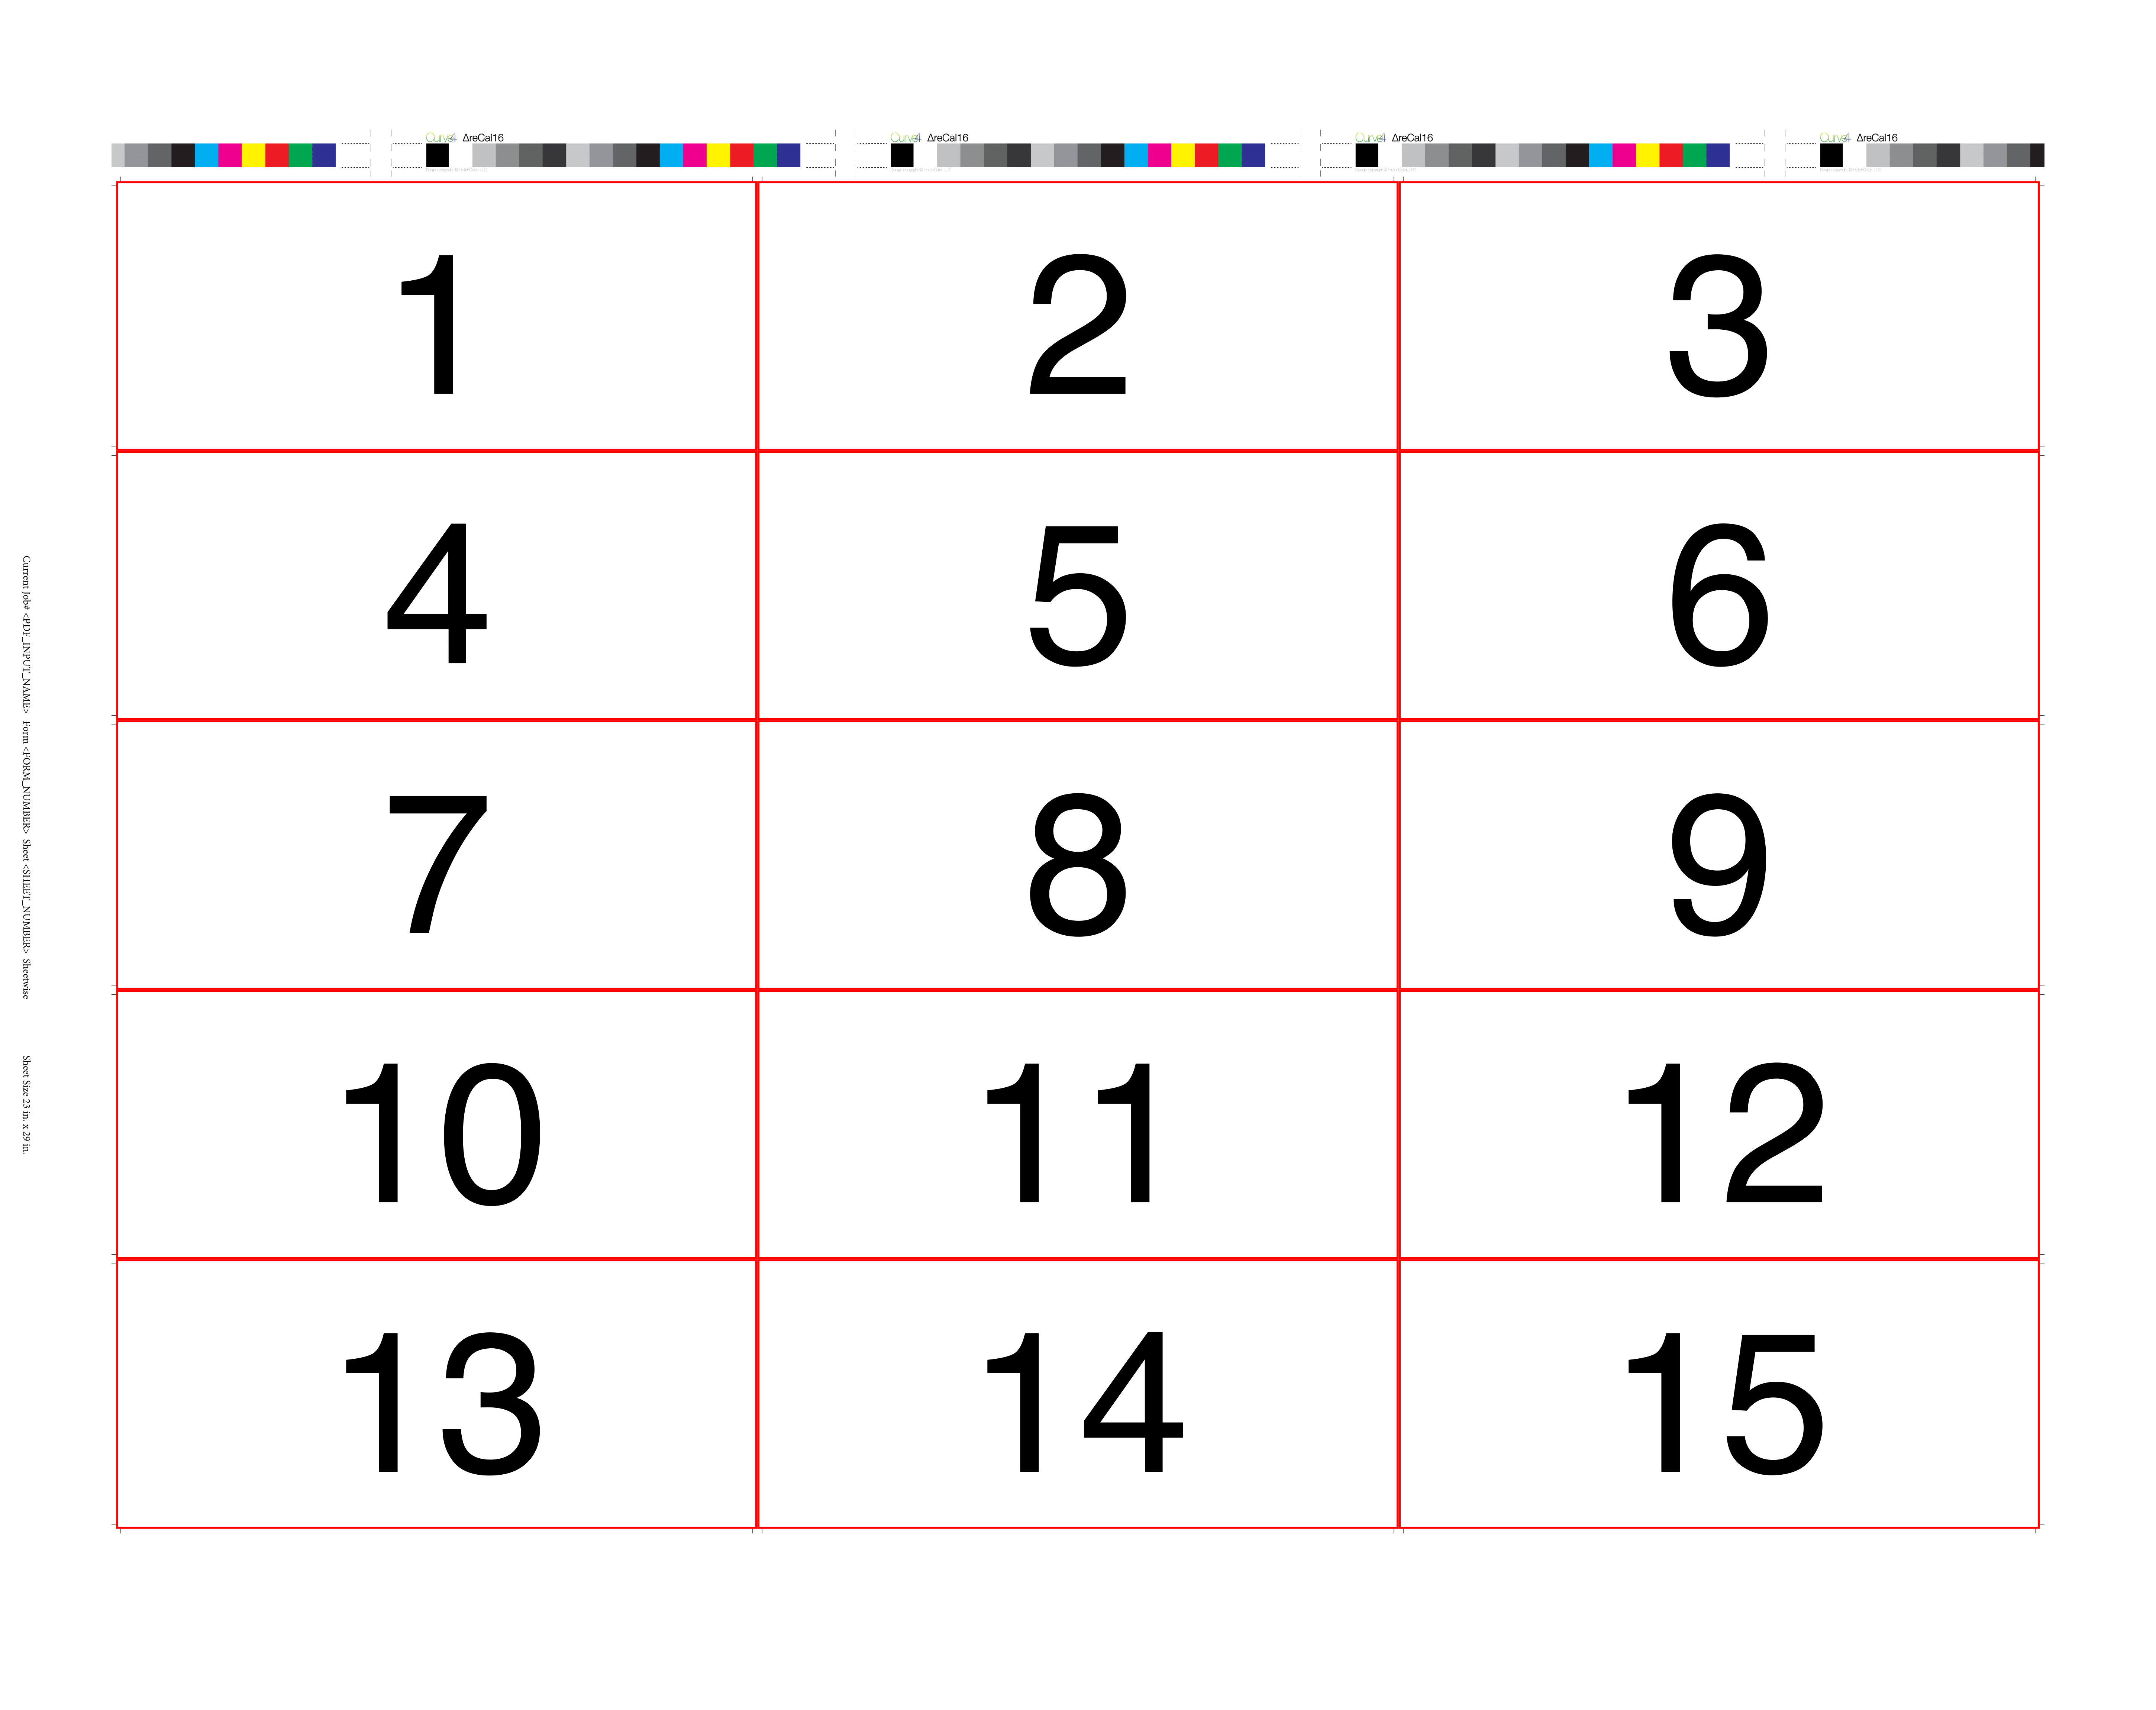 Curve4 ΔreCal16 Curve4 ΔreCal16 Curve4 ΔreCal16 Curve4 ΔreCal16
1 2 3
4 5 6
7 8 9
10 11 12
13 14 15
Current Job# <PDF_INPUT_NAME> Form <FORM_NUMBER> Sheet <SHEET_NUMBER> Sheetwise Sheet Size 23 in. x 29 in.